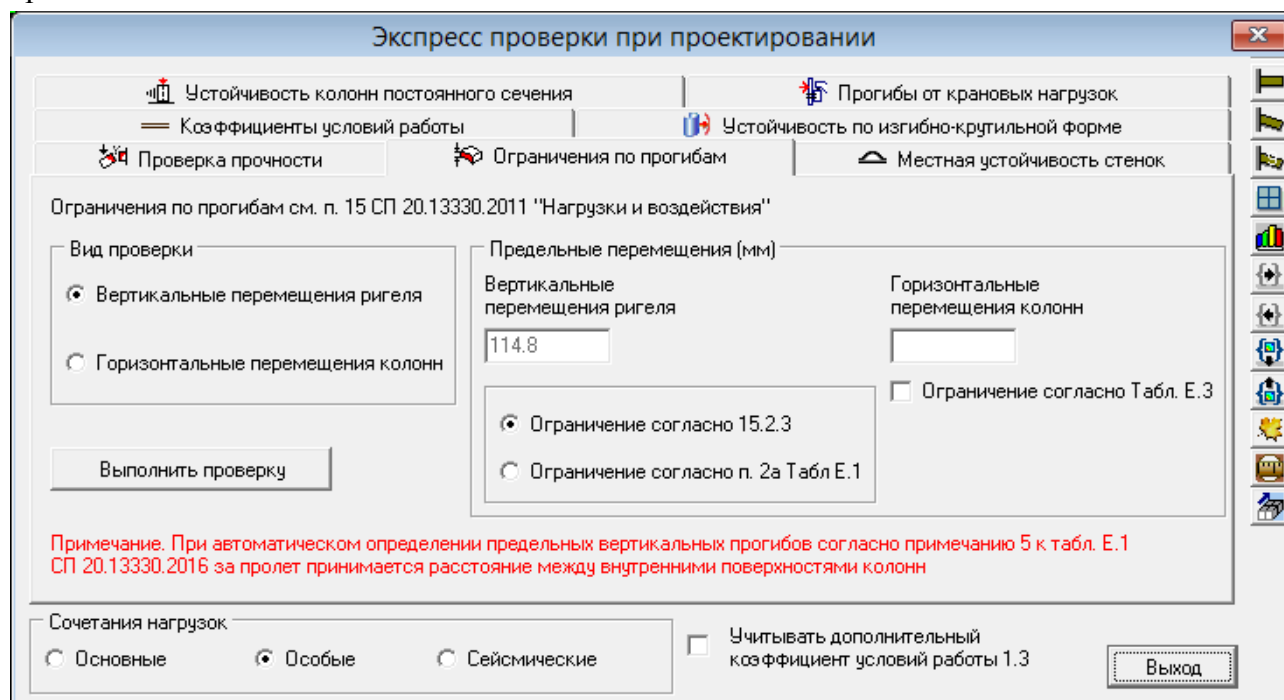 Экспресс проверки при проектировании
Устойчивость колонн постоянного сечения
Прогибы от крановых нагрузок
Коэффициенты условий работы
Устойчивость по изгибно-крутильной форме
Проверка прочности
Ограничения по прогибам
Местная устойчивость стенок
Ограничения по прогибам см. п. 15 СП 20.13330.2011 "Нагрузки и воздействия"
Вид проверки
Вертикальные перемещения ригеля
Горизонтальные перемещения колонн
Выполнить проверку
Предельные перемещения (мм)
Вертикальные
перемещения ригеля
114.8
Горизонтальные
перемещения колонн
Ограничение согласно Табл. Е.3
Ограничение согласно 15.2.3
Ограничение согласно п. 2а Табл Е.1
Примечание. При автоматическом определении предельных вертикальных прогибов согласно примечанию 5 к табл. Е.1
СП 20.13330.2016 за пролет принимается расстояние между внутренними поверхностями колонн
Сочетания нагрузок
Основные
Особые
Сейсмические
Учитывать дополнительный
коэффициент условий работы 1.3
Выход